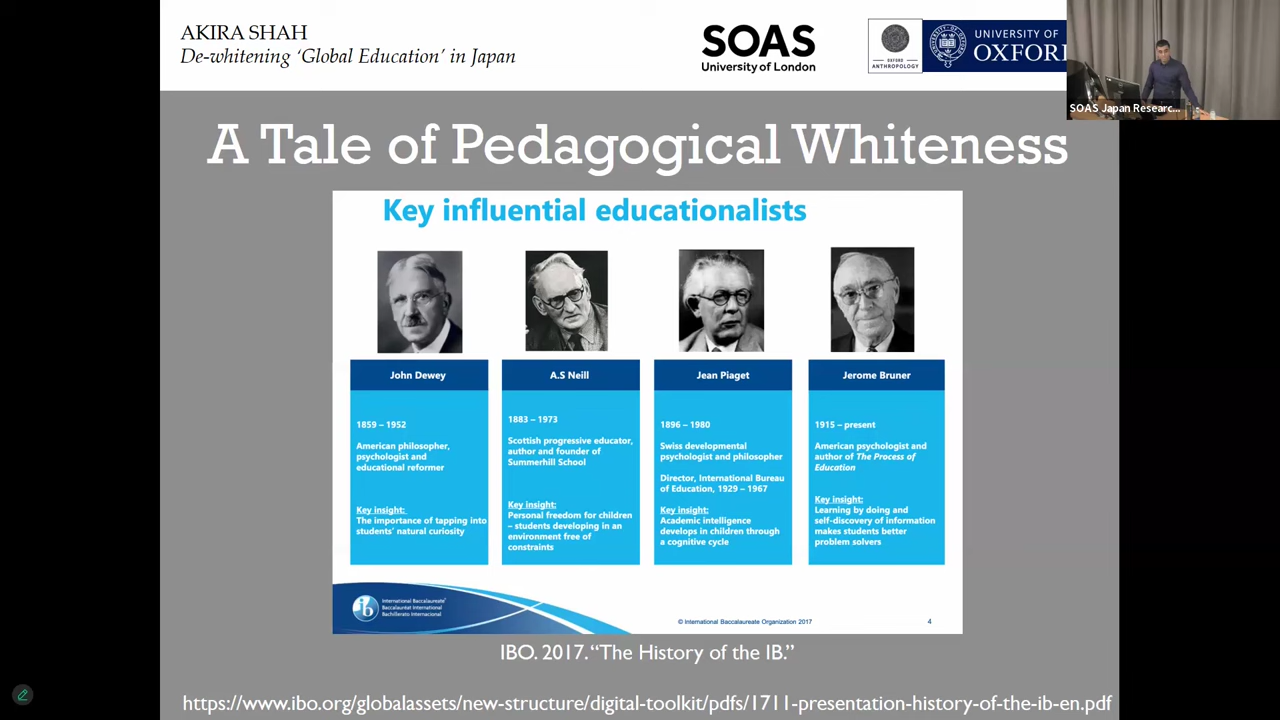 AKIRA SHAH
De-whitening ‘Global Education’ in Japan
SOAS
University of London
OXFORD
ANTHROPOLOGY
UNIVERSITY OF
OXFORD
SOAS Japan Researc...
A Tale of Pedagogical Whiteness
Key influential educationalists
John Dewey
1859 – 1952
American philosopher,
psychologist and
educational reformer
Key insight:
The importance of tapping into
students’ natural curiosity
A.S Neill
1883 – 1973
Scottish progressive educator,
author and founder of
Summerhill School
Key insight:
Personal freedom for children
– students developing in an
environment free of
constraints
Jean Piaget
1896 – 1980
Swiss developmental
psychologist and philosopher
Director, International Bureau
of Education, 1929 – 1967
Key insight:
Academic intelligence
develops in children through
a cognitive cycle
Jerome Bruner
1915 – present
American psychologist and
author of The Process of
Education
Key insight:
Learning by doing and
self-discovery of information
makes students better
problem solvers
International Baccalaureate
Baccalauréat International
Bachillerato Internacional
© International Baccalaureate Organization 2017
4
IBO. 2017. “The History of the IB.”
https://www.ibo.org/globalassets/new-structure/digital-toolkit/pdfs/1711-presentation-history-of-the-ib-en.pdf